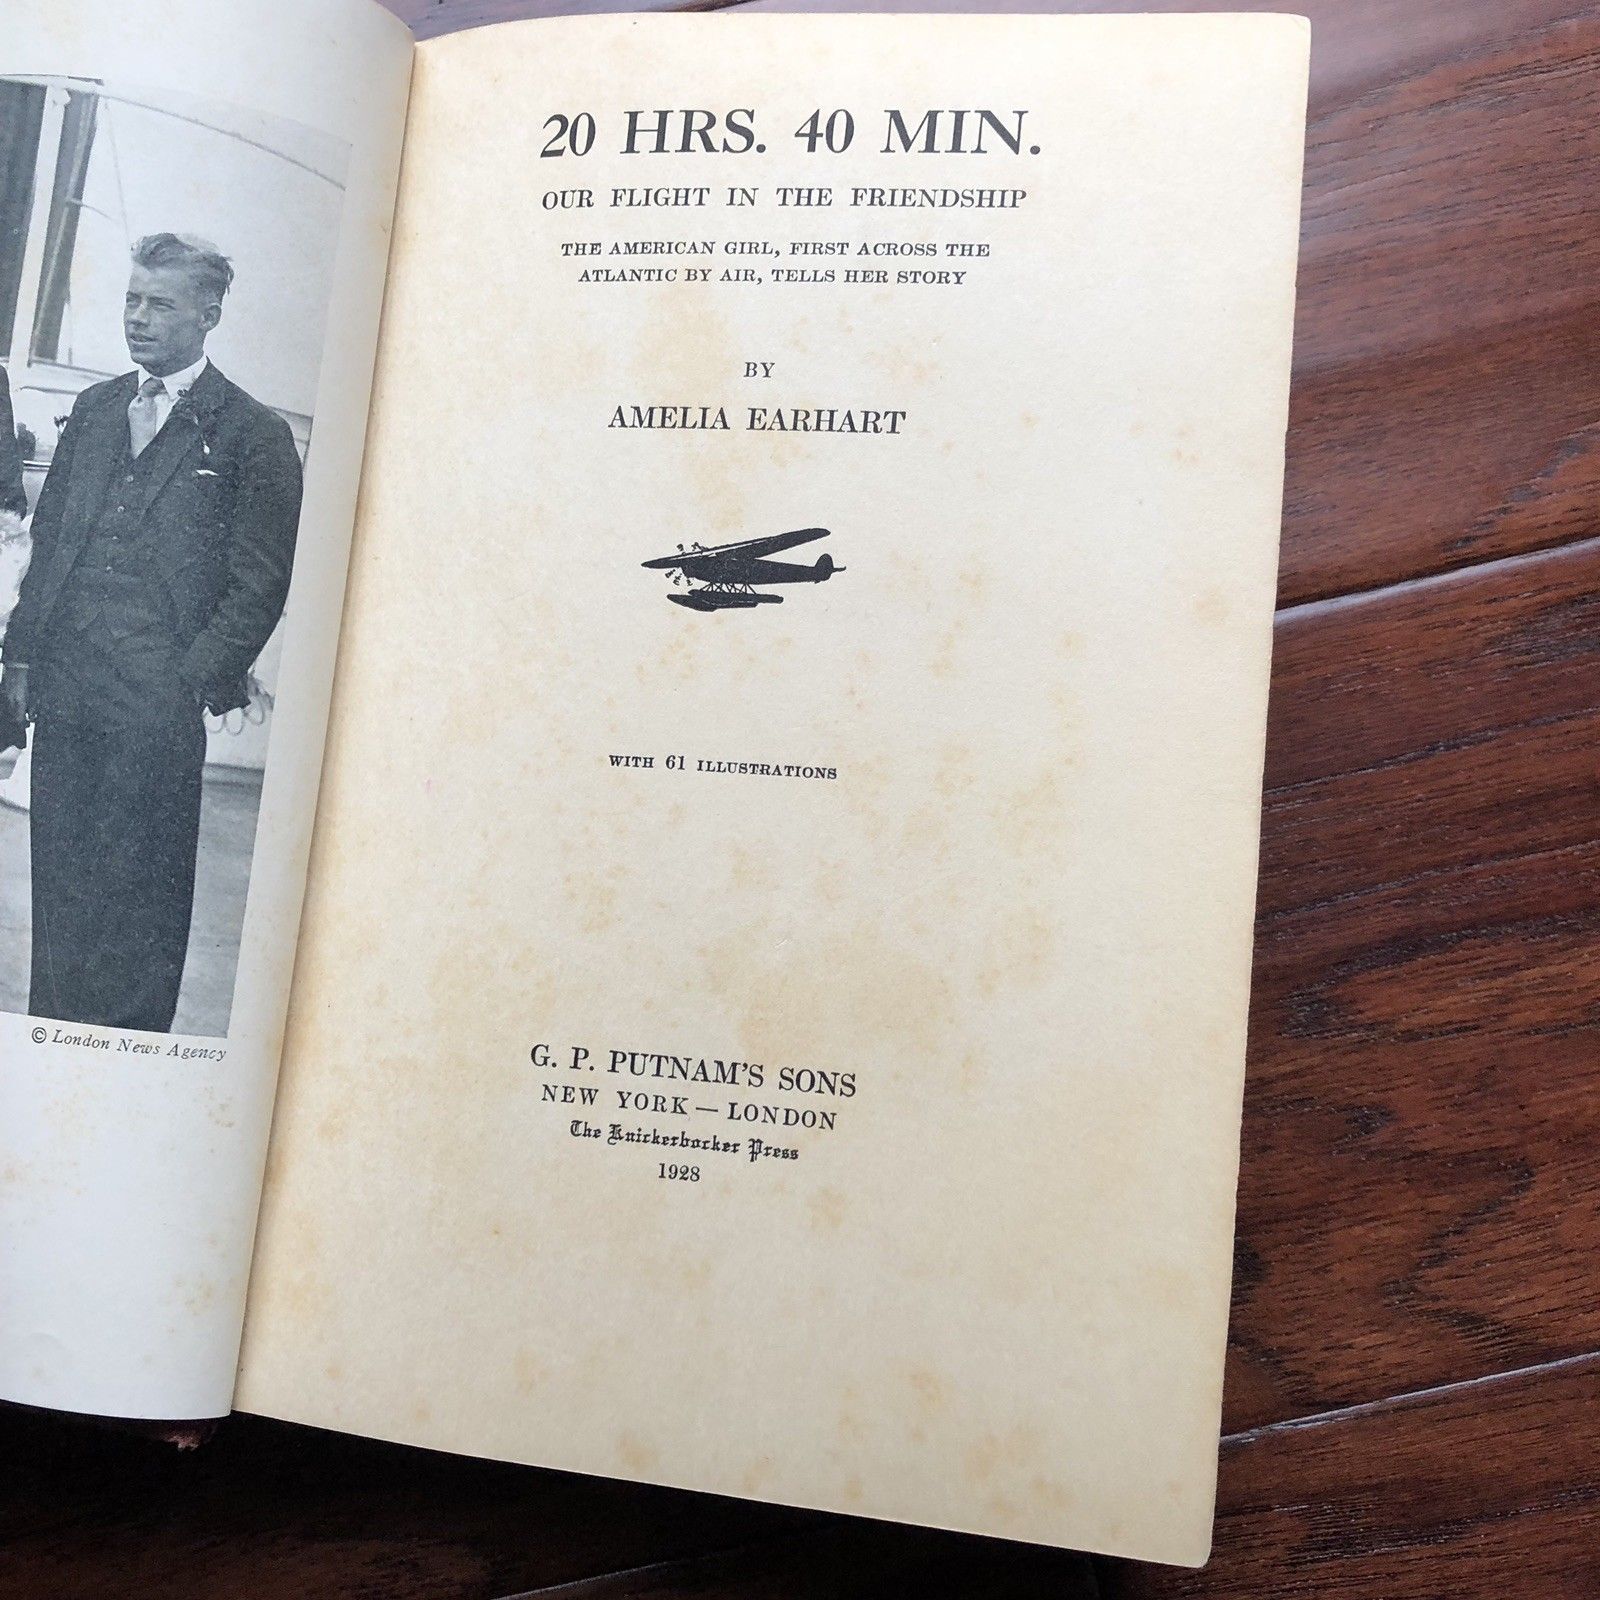 20 HRS. 40 MIN.
OUR FLIGHT IN THE FRIENDSHIP
THE AMERICAN GIRL, FIRST ACROSS THE
ATLANTIC BY AIR, TELLS HER STORY
BY
AMELIA EARHART
WITH 61 ILLUSTRATIONS
G. P. PUTNAM'S SONS
NEW YORK — LONDON
The Knickerbocker Press
1928
© London News Agency